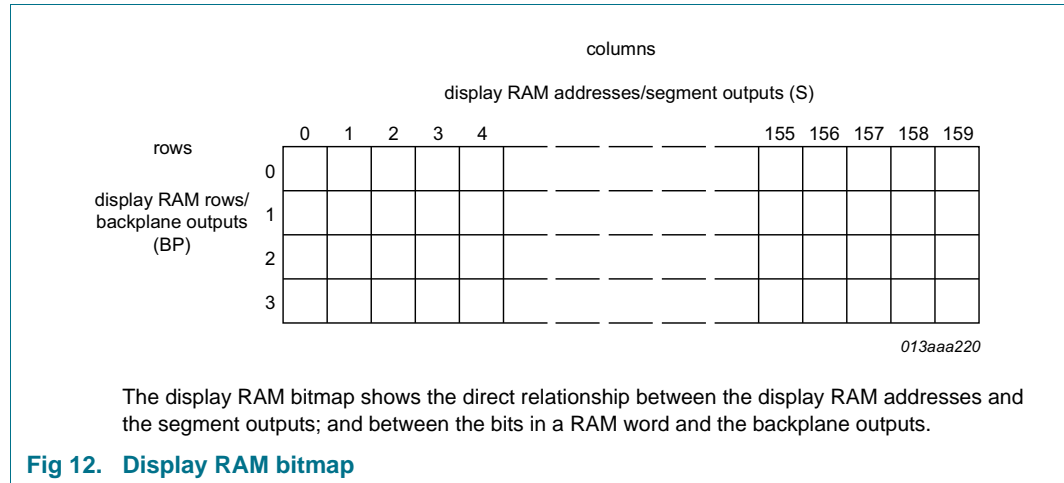 columns
display RAM addresses/segment outputs (S)
0 1 2 3 4 155 156 157 158 159
rows
0
display RAM rows/
backplane outputs
(BP)
1
2
3
013aaa220
The display RAM bitmap shows the direct relationship between the display RAM addresses and
the segment outputs; and between the bits in a RAM word and the backplane outputs.
Fig 12. Display RAM bitmap